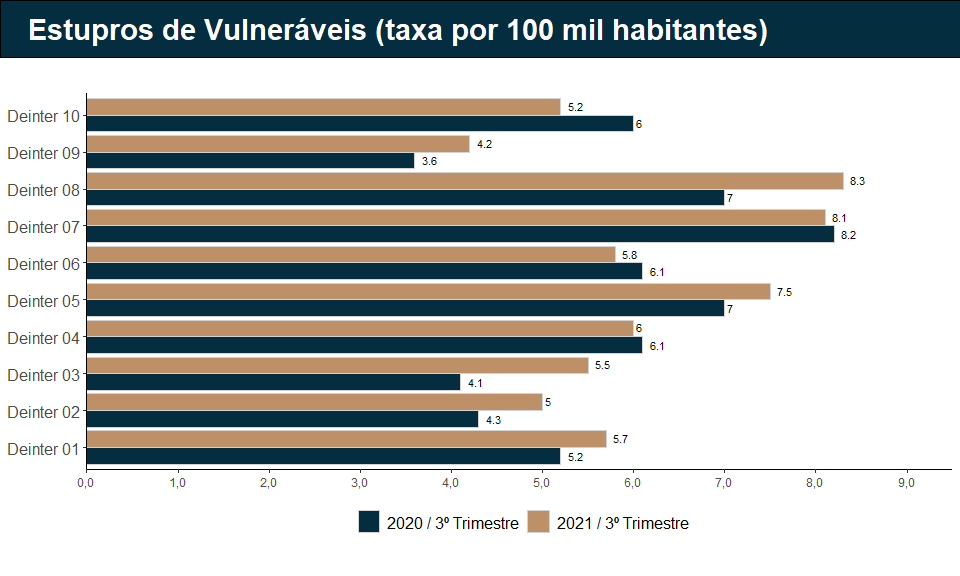 Estupros de Vulneráveis (taxa por 100 mil habitantes)
Deinter 10
5.2
6
Deinter 09
4.2
3.6
Deinter 08
8.3
7
Deinter 07
8.1
8.2
Deinter 06
5.8
6.1
Deinter 05
7.5
7
Deinter 04
6
6.1
Deinter 03
5.5
4.1
Deinter 02
5
4.3
Deinter 01
5.7
5.2
0,0 1,0 2,0 3,0 4,0 5,0 6,0 7,0 8,0 9,0
2020 / 3º Trimestre 2021 / 3º Trimestre